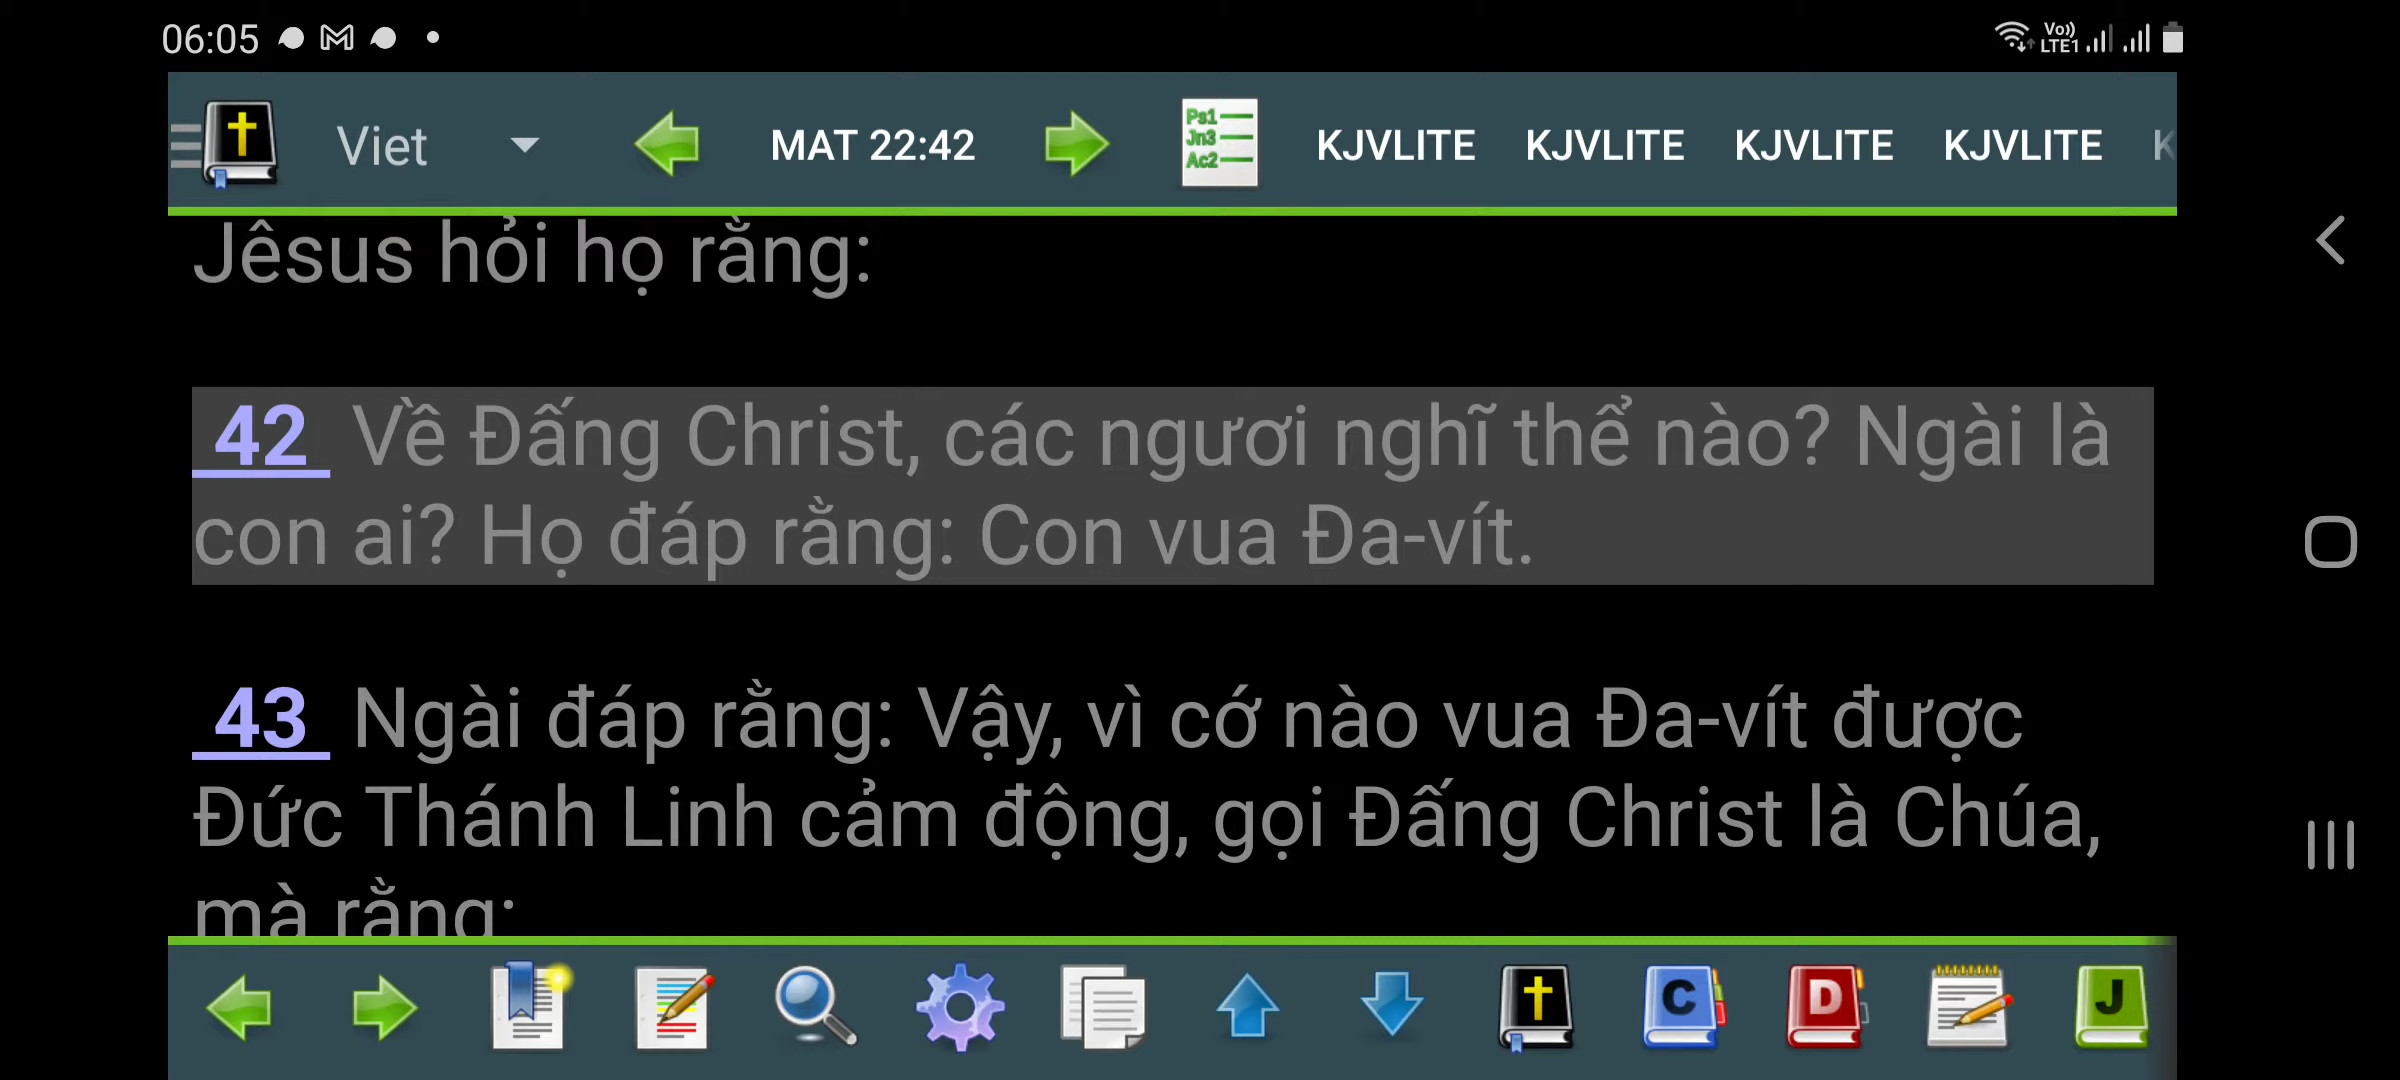 06:05
Vo)) LTE1
Viet MAT 22:42 Ps1 Jn3 Ac2 KJVLITE KJVLITE KJVLITE KJVLITE K
Jêsus hỏi họ rằng:
42 Về Đấng Christ, các ngươi nghĩ thể nào? Ngài là
con ai? Họ đáp rằng: Con vua Đa-vít.
43 Ngài đáp rằng: Vậy, vì cớ nào vua Đa-vít được
Đức Thánh Linh cảm động, gọi Đấng Christ là Chúa,
mà rằng:
C D J